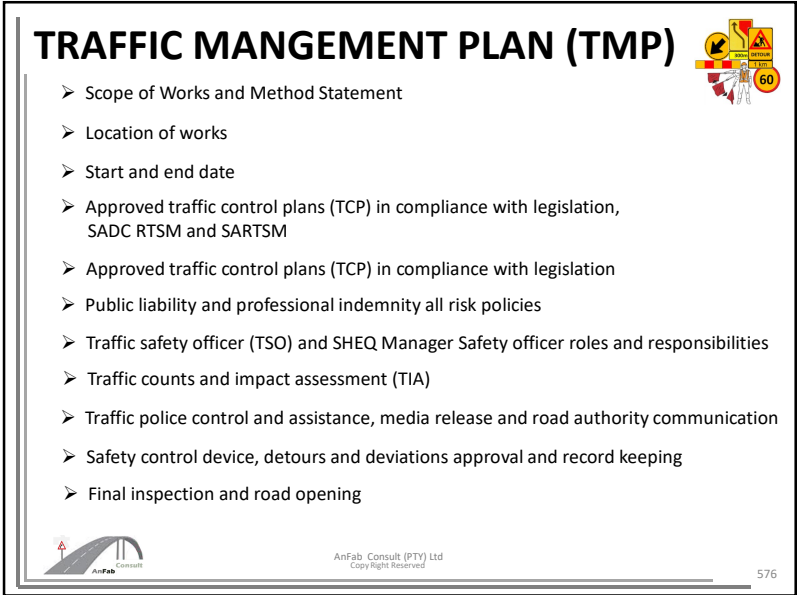 TRAFFIC MANGEMENT PLAN (TMP)
300m
DETOUR
1 km
60
➢ Scope of Works and Method Statement
➢ Location of works
➢ Start and end date
➢ Approved traffic control plans (TCP) in compliance with legislation,
SADC RTSM and SARTSM
➢ Approved traffic control plans (TCP) in compliance with legislation
➢ Public liability and professional indemnity all risk policies
➢ Traffic safety officer (TSO) and SHEQ Manager Safety officer roles and responsibilities
➢ Traffic counts and impact assessment (TIA)
➢ Traffic police control and assistance, media release and road authority communication
➢ Safety control device, detours and deviations approval and record keeping
➢ Final inspection and road opening
AnFab Consult
AnFab Consult (PTY) Ltd
Copy Right Reserved
576